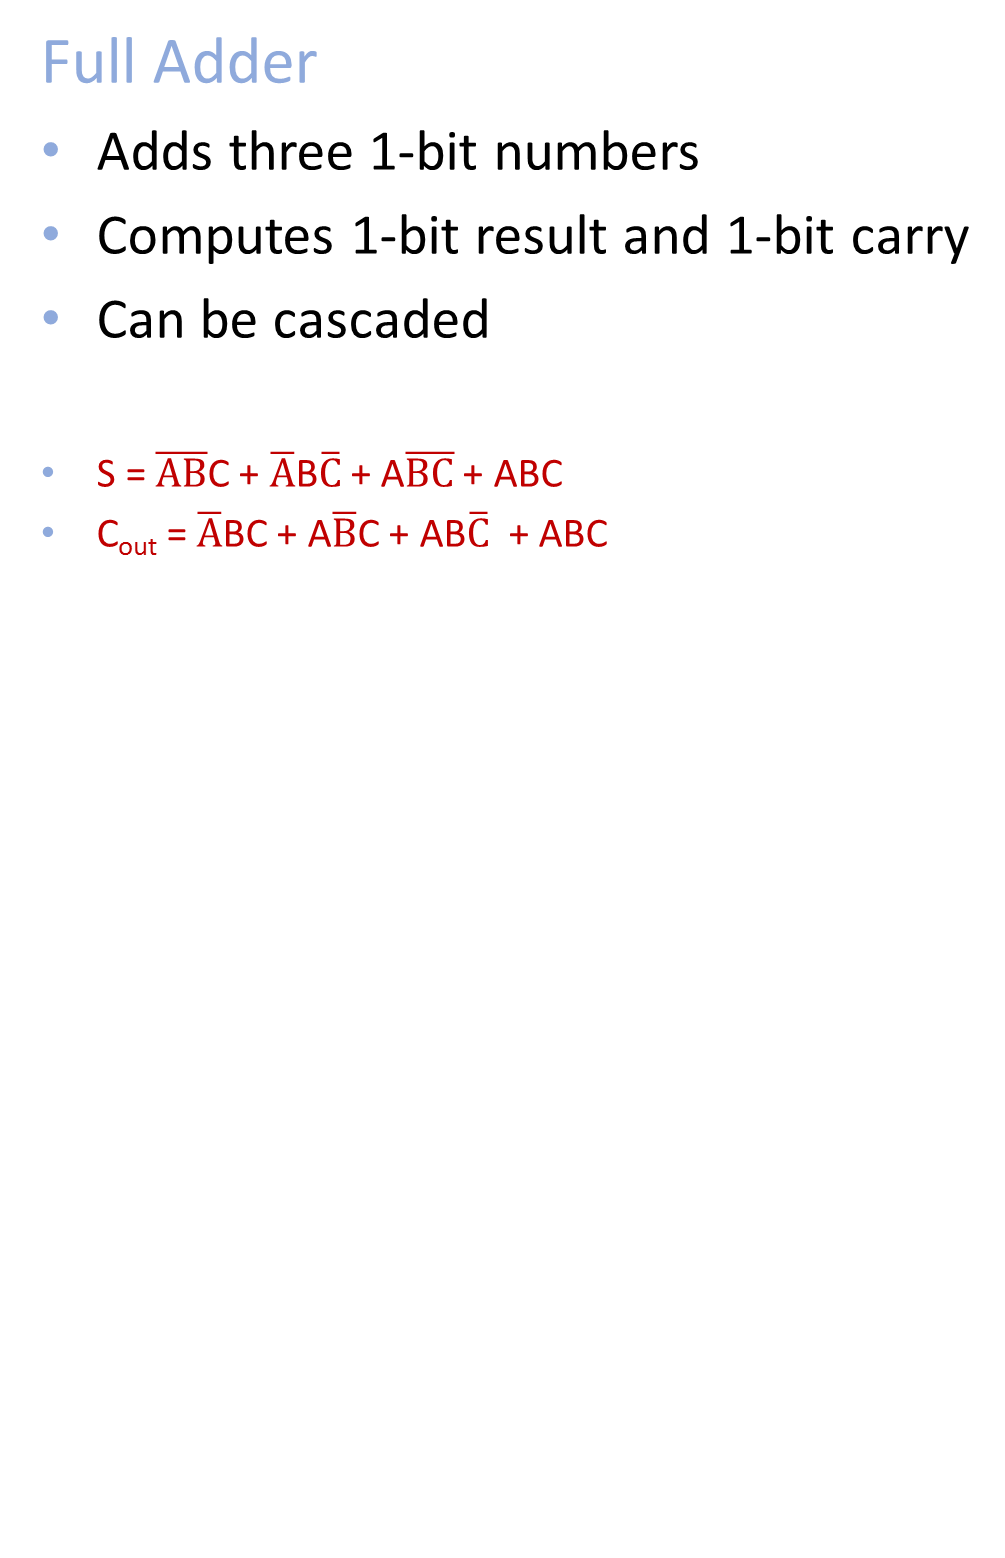 Full Adder
• Adds three 1-bit numbers
• Computes 1-bit result and 1-bit carry
• Can be cascaded
• S = A̅B̅C + A̅BC̅ + AB̅C̅ + ABC
• Cout = A̅BC + AB̅C + ABC̅ + ABC